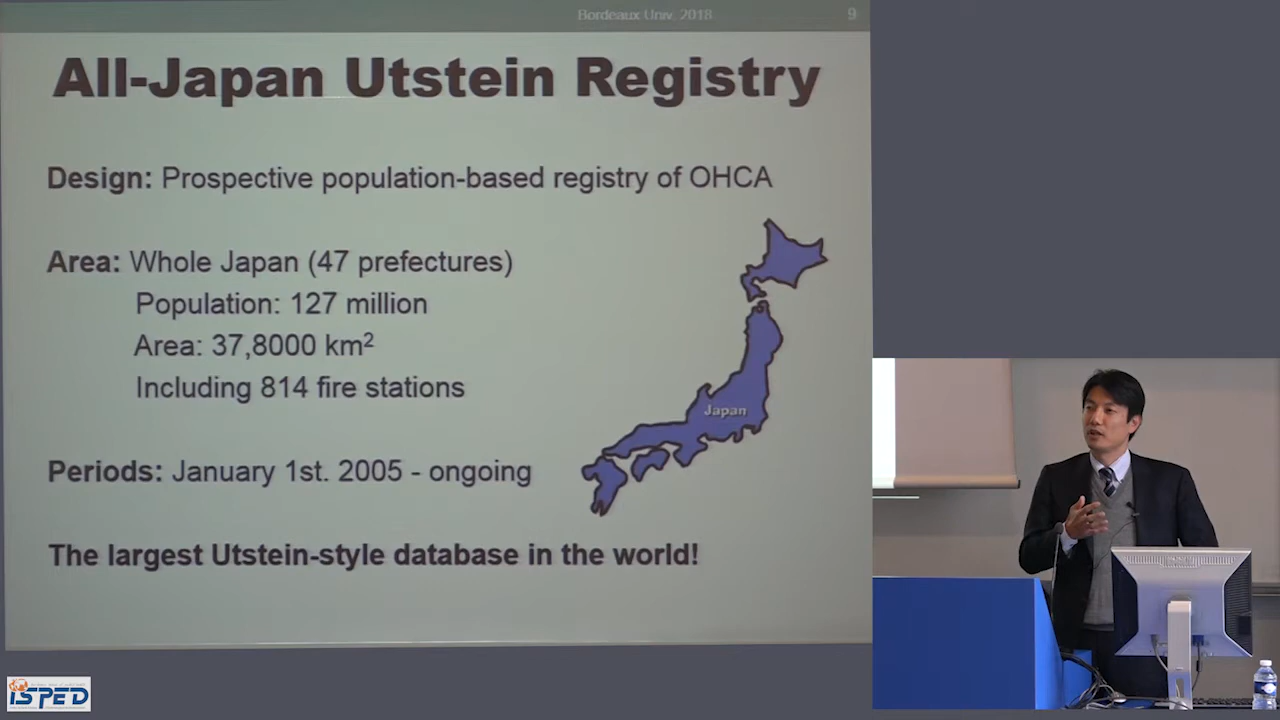 Bordeaux Univ. 2018
9
All-Japan Utstein Registry
Design: Prospective population-based registry of OHCA
Area: Whole Japan (47 prefectures)
Population: 127 million
Area: 37,8000 km²
Including 814 fire stations
Japan
Periods: January 1st. 2005 - ongoing
The largest Utstein-style database in the world!
ISPED